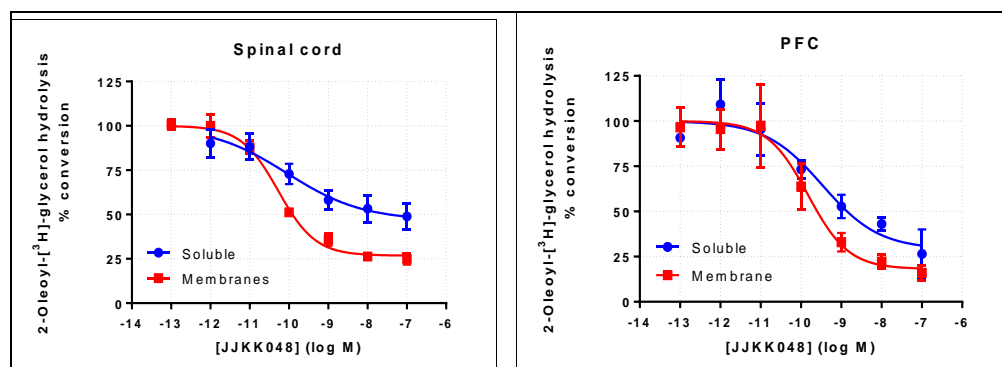 Spinal cord
2-Oleoyl-[³H]-glycerol hydrolysis
% conversion
125
100
75
50
25
0
Soluble
Membranes
-14 -13 -12 -11 -10 -9 -8 -7 -6
[JJKK048] (log M)
PFC
2-Oleoyl-[³H]-glycerol hydrolysis
% conversion
125
100
75
50
25
0
Soluble
Membrane
-14 -13 -12 -11 -10 -9 -8 -7 -6
[JJKK048] (log M)